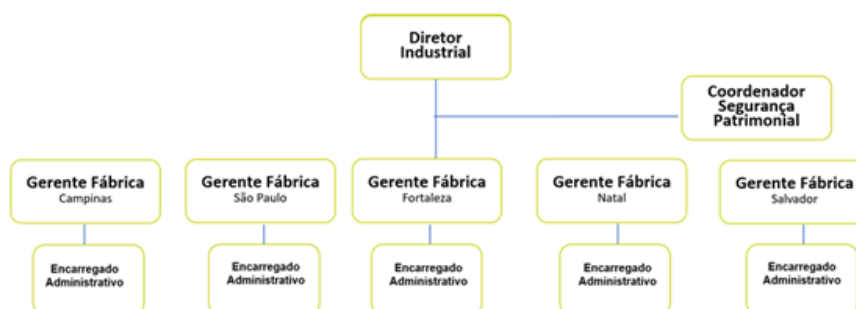 Diretor
Industrial
Coordenador
Segurança
Patrimonial
Gerente Fábrica
Campinas
Gerente Fábrica
São Paulo
Gerente Fábrica
Fortaleza
Gerente Fábrica
Natal
Gerente Fábrica
Salvador
Encarregado
Administrativo
Encarregado
Administrativo
Encarregado
Administrativo
Encarregado
Administrativo
Encarregado
Administrativo